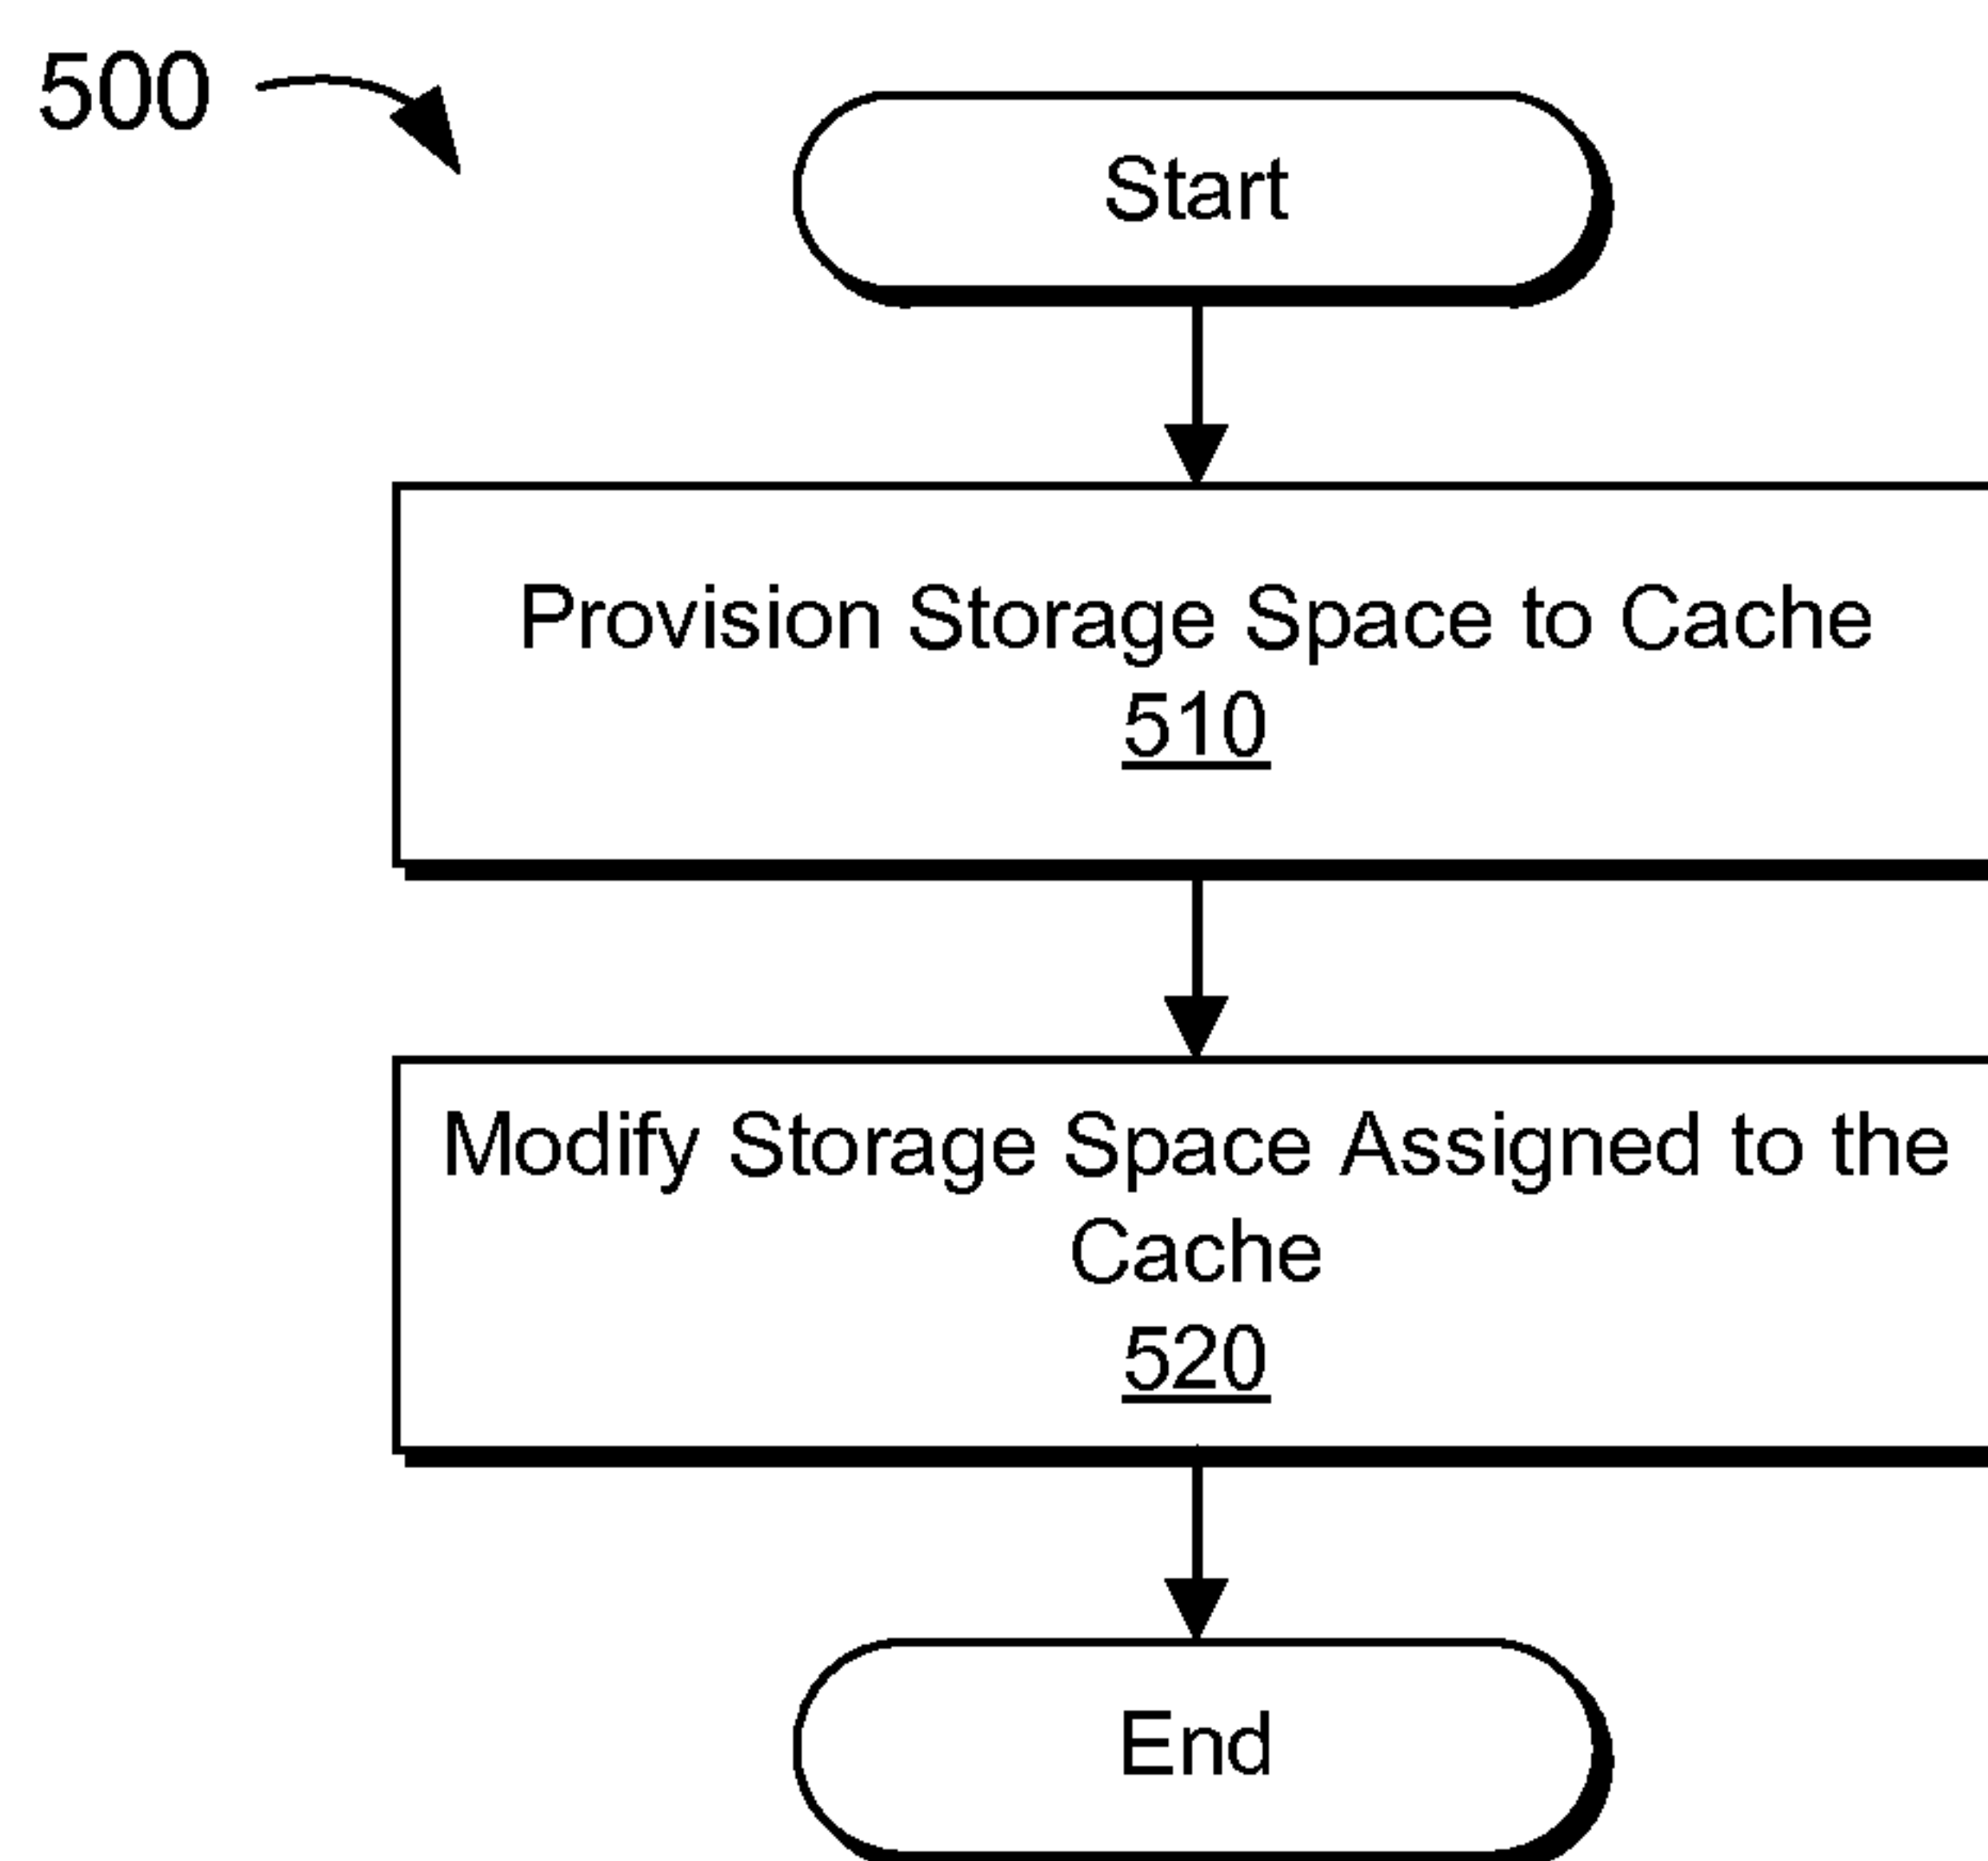 500
Start
Provision Storage Space to Cache
510
Modify Storage Space Assigned to the
Cache
520
End